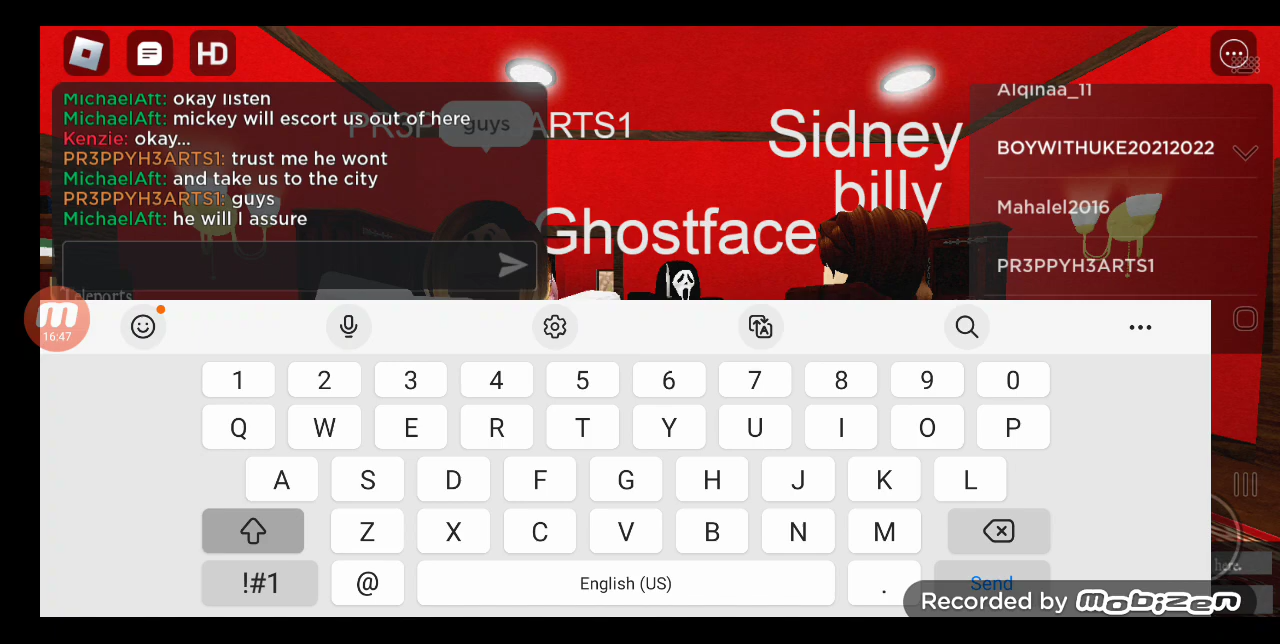 HD
MichaelAft: okay listen
MichaelAft: mickey will escort us out of here
Kenzie: okay...
PR3PPYH3ARTS1: trust me he wont
MichaelAft: and take us to the city
PR3PPYH3ARTS1: guys
MichaelAft: he will I assure
guys
ARTS1
Sidney
billy
Ghostface
Alqinaa_11
BOYWITHUKE20212022
Mahalel2016
PR3PPYH3ARTS1
Teleports
m
16:47
1 2 3 4 5 6 7 8 9 0
Q W E R T Y U I O P
A S D F G H J K L
Z X C V B N M
!#1 @ English (US) . Send
here.
Recorded by mobizen